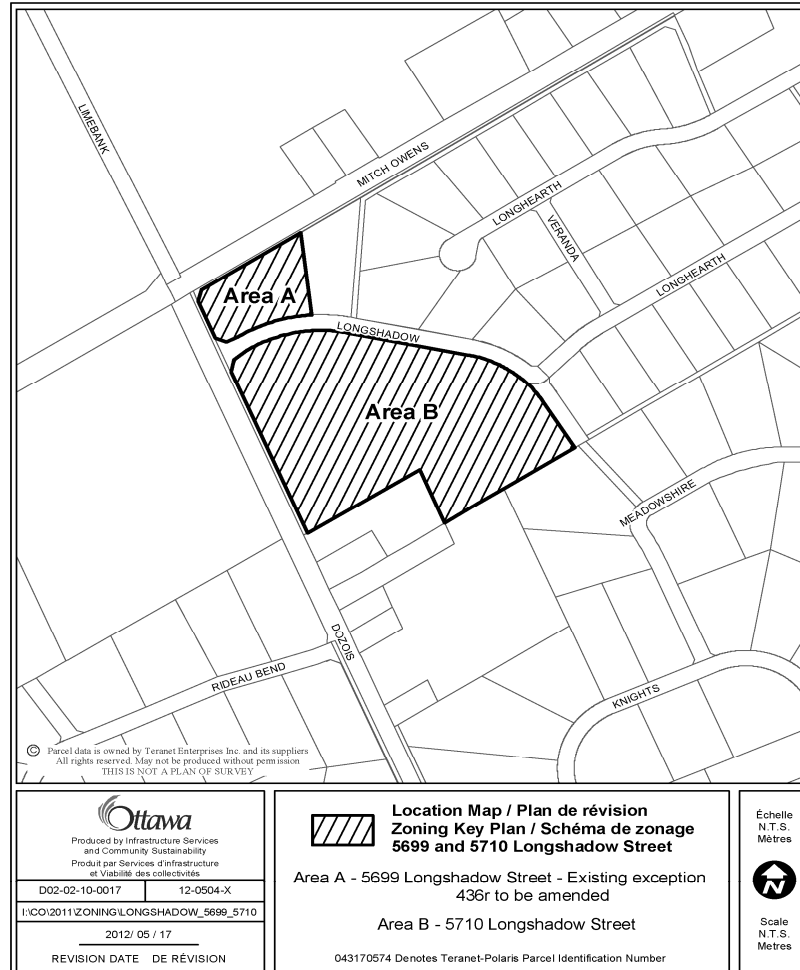 LIMEBANK
MITCH OWENS
LONGHEARTH
VERANDA
LONGHEARTH
Area A
LONGSHADOW
Area B
MEADOWSHIRE
DOZOIS
RIDEAU BEND
KNIGHTS
© Parcel data is owned by Teranet Enterprises Inc. and its suppliers
All rights reserved. May not be produced without permission
THIS IS NOT A PLAN OF SURVEY
Ottawa
Produced by Infrastructure Services
and Community Sustainability
Produit par Services d'infrastructure
et Viabilité des collectivités
D02-02-10-0017 12-0504-X
I:\CO\2011\ZONING\LONGSHADOW_5699_5710
2012/ 05 / 17
REVISION DATE DE RÉVISION
Location Map / Plan de révision
Zoning Key Plan / Schéma de zonage
5699 and 5710 Longshadow Street
Area A - 5699 Longshadow Street - Existing exception
436r to be amended
Area B - 5710 Longshadow Street
043170574 Denotes Teranet-Polaris Parcel Identification Number
Échelle
N.T.S.
Mètres
N
Scale
N.T.S.
Metres